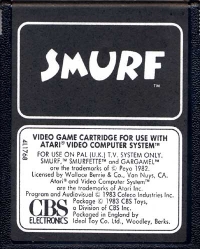 SMURF
™
VIDEO GAME CARTRIDGE FOR USE WITH
ATARI® VIDEO COMPUTER SYSTEM™
FOR USE ON PAL (U.K.) T.V. SYSTEM ONLY.
SMURF,™ SMURFETTE™ and GARGAMEL™
are the trademarks of © Peyo 1982.
Licensed by Wallace Berrie & Co., Van Nuys, CA.
Atari® and Video Computer System™
are the trademarks of Atari Inc.
Program and Audiovisual © 1983 Coleco Industries Inc.
Package © 1983 CBS Toys,
a Division of CBS Inc.
Packaged in England by
Ideal Toy Co. Ltd., Woodley, Berks.
CBS
ELECTRONICS